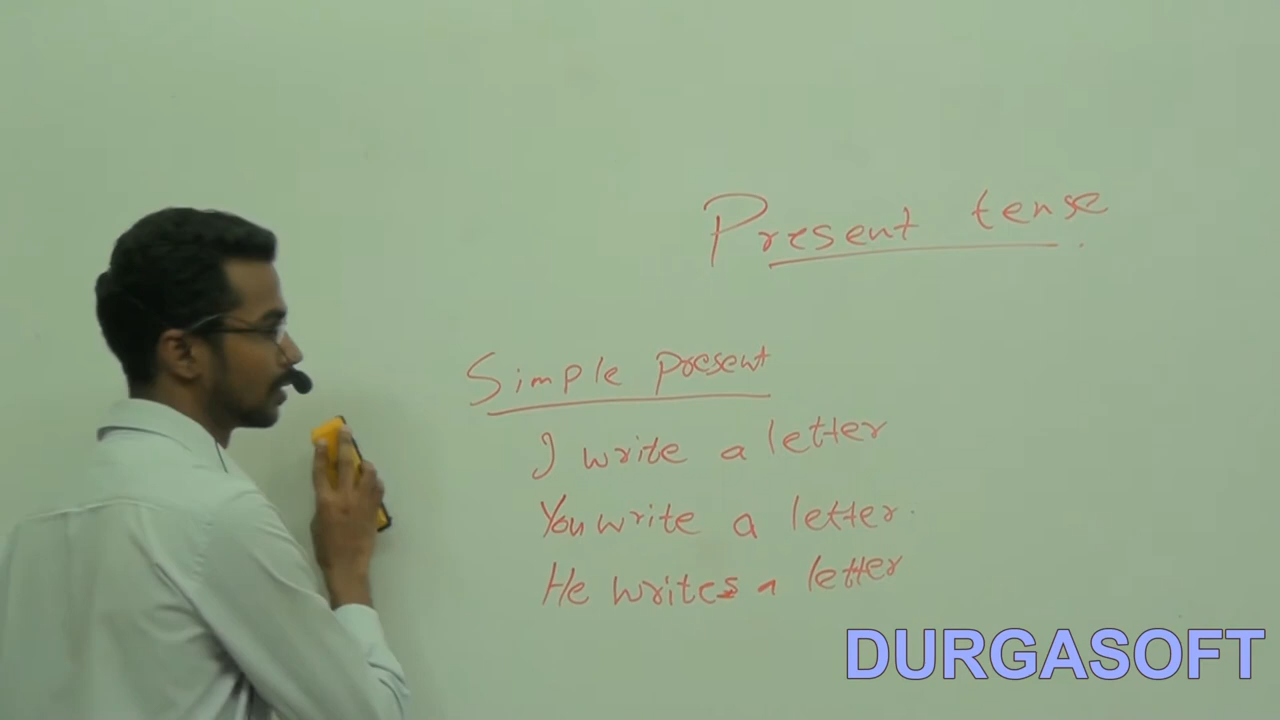 Present tense
Simple present
I write a letter
You write a letter.
He writes a letter
DURGASOFT